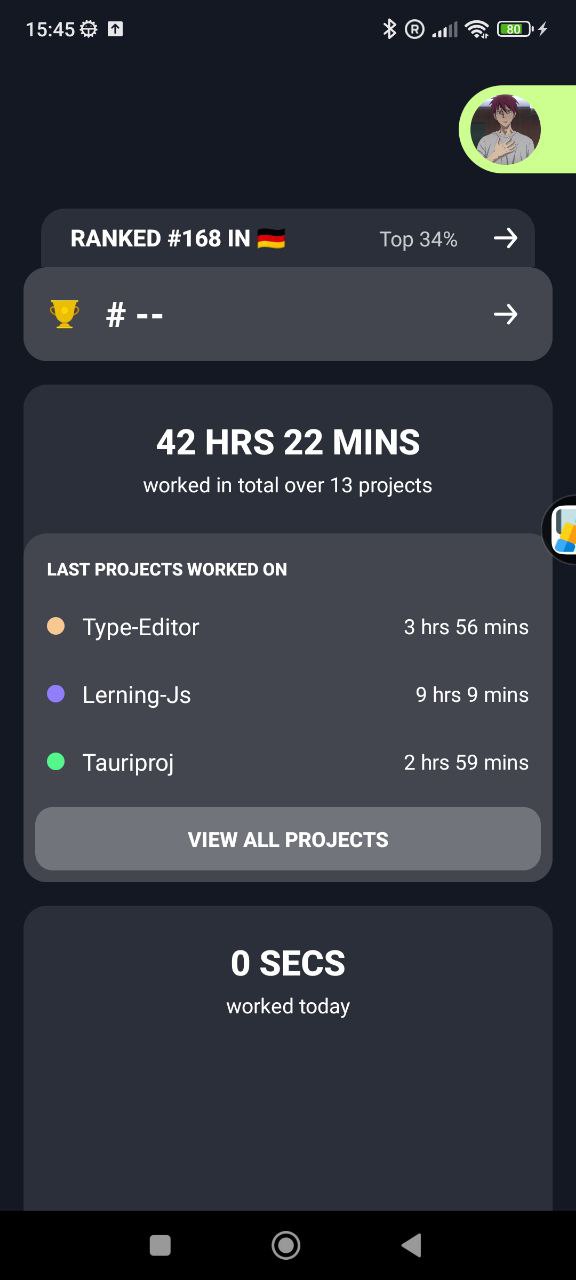 15:45 80
RANKED #168 IN 🇩🇪 Top 34%
# --
42 HRS 22 MINS
worked in total over 13 projects
LAST PROJECTS WORKED ON
Type-Editor 3 hrs 56 mins
Lerning-Js 9 hrs 9 mins
Tauriproj 2 hrs 59 mins
VIEW ALL PROJECTS
0 SECS
worked today